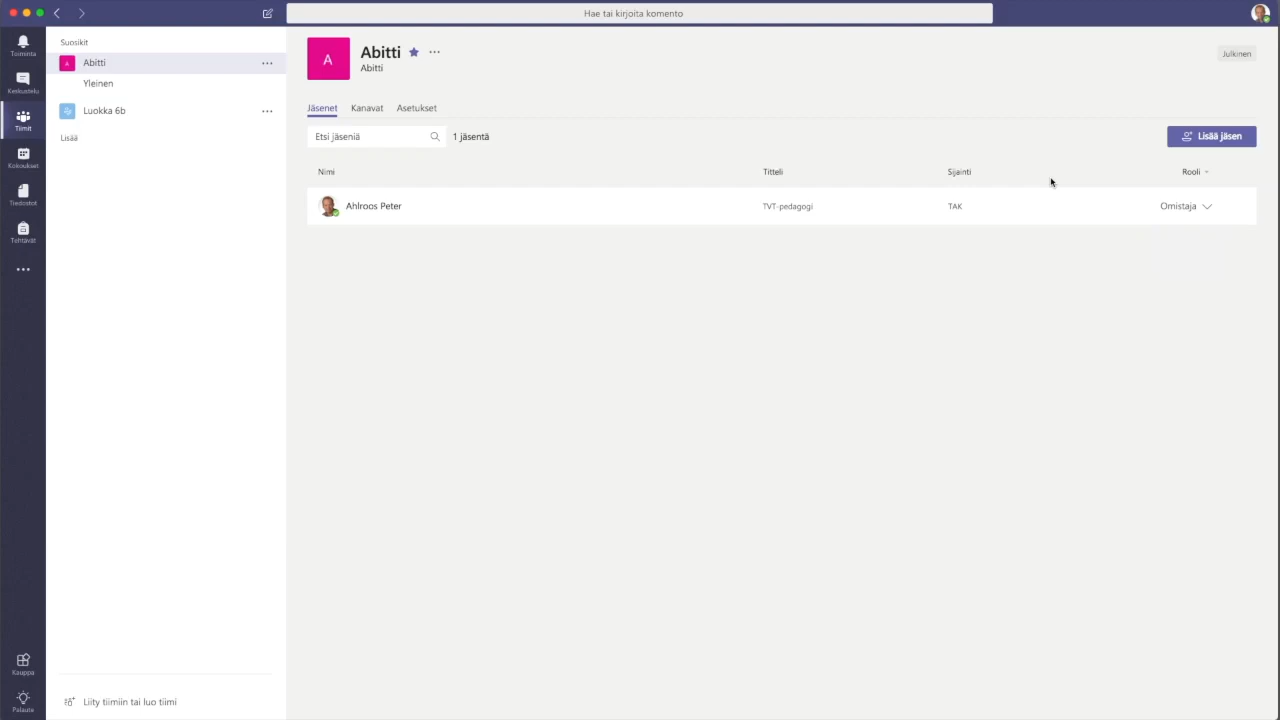 Hae tai kirjoita komento
Toiminta
Keskustelu
Tiimit
Kokoukset
Tiedostot
Tehtävät
Kauppa
Palaute
Suosikit
A
Abitti
Yleinen
Luokka 6b
Lisää
Liity tiimiin tai luo tiimi
A
Abitti
Abitti
Julkinen
Jäsenet Kanavat Asetukset
Etsi jäseniä 1 jäsentä Lisää jäsen
Nimi Titteli Sijainti Rooli
Ahlroos Peter TVT-pedagogi TAK Omistaja